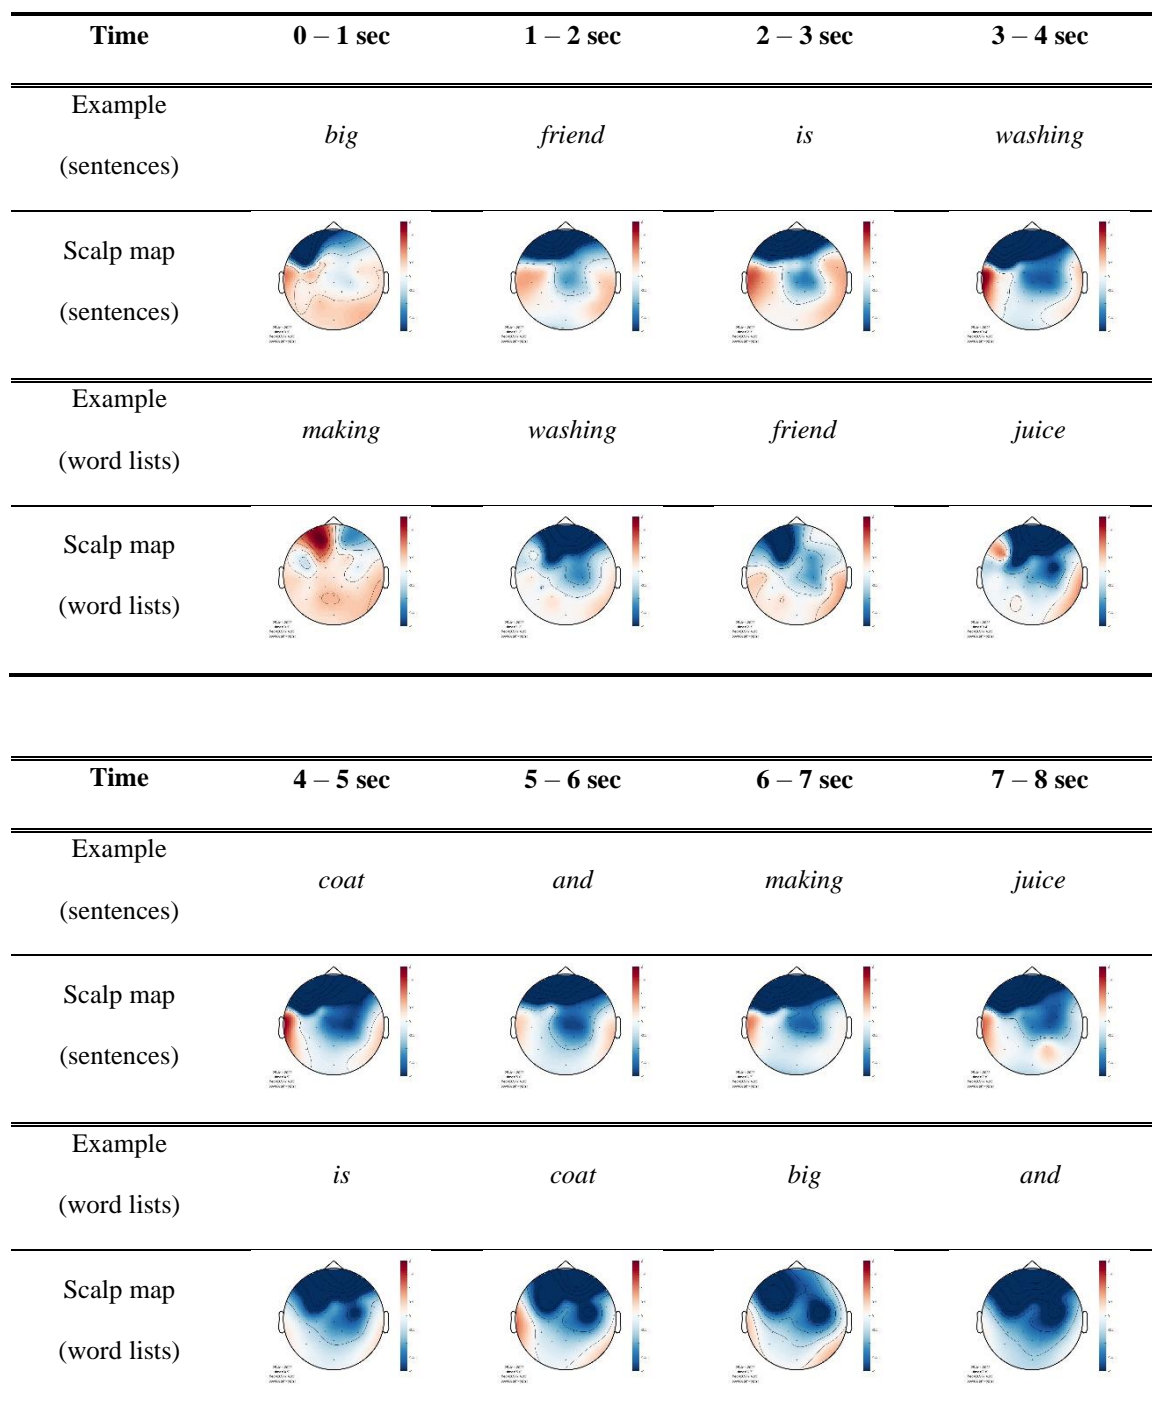 Time 0 – 1 sec 1 – 2 sec 2 – 3 sec 3 – 4 sec
Example
(sentences)
big friend is washing
Scalp map
(sentences)
Example
(word lists)
making washing friend juice
Scalp map
(word lists)
Time 4 – 5 sec 5 – 6 sec 6 – 7 sec 7 – 8 sec
Example
(sentences)
coat and making juice
Scalp map
(sentences)
Example
(word lists)
is coat big and
Scalp map
(word lists)